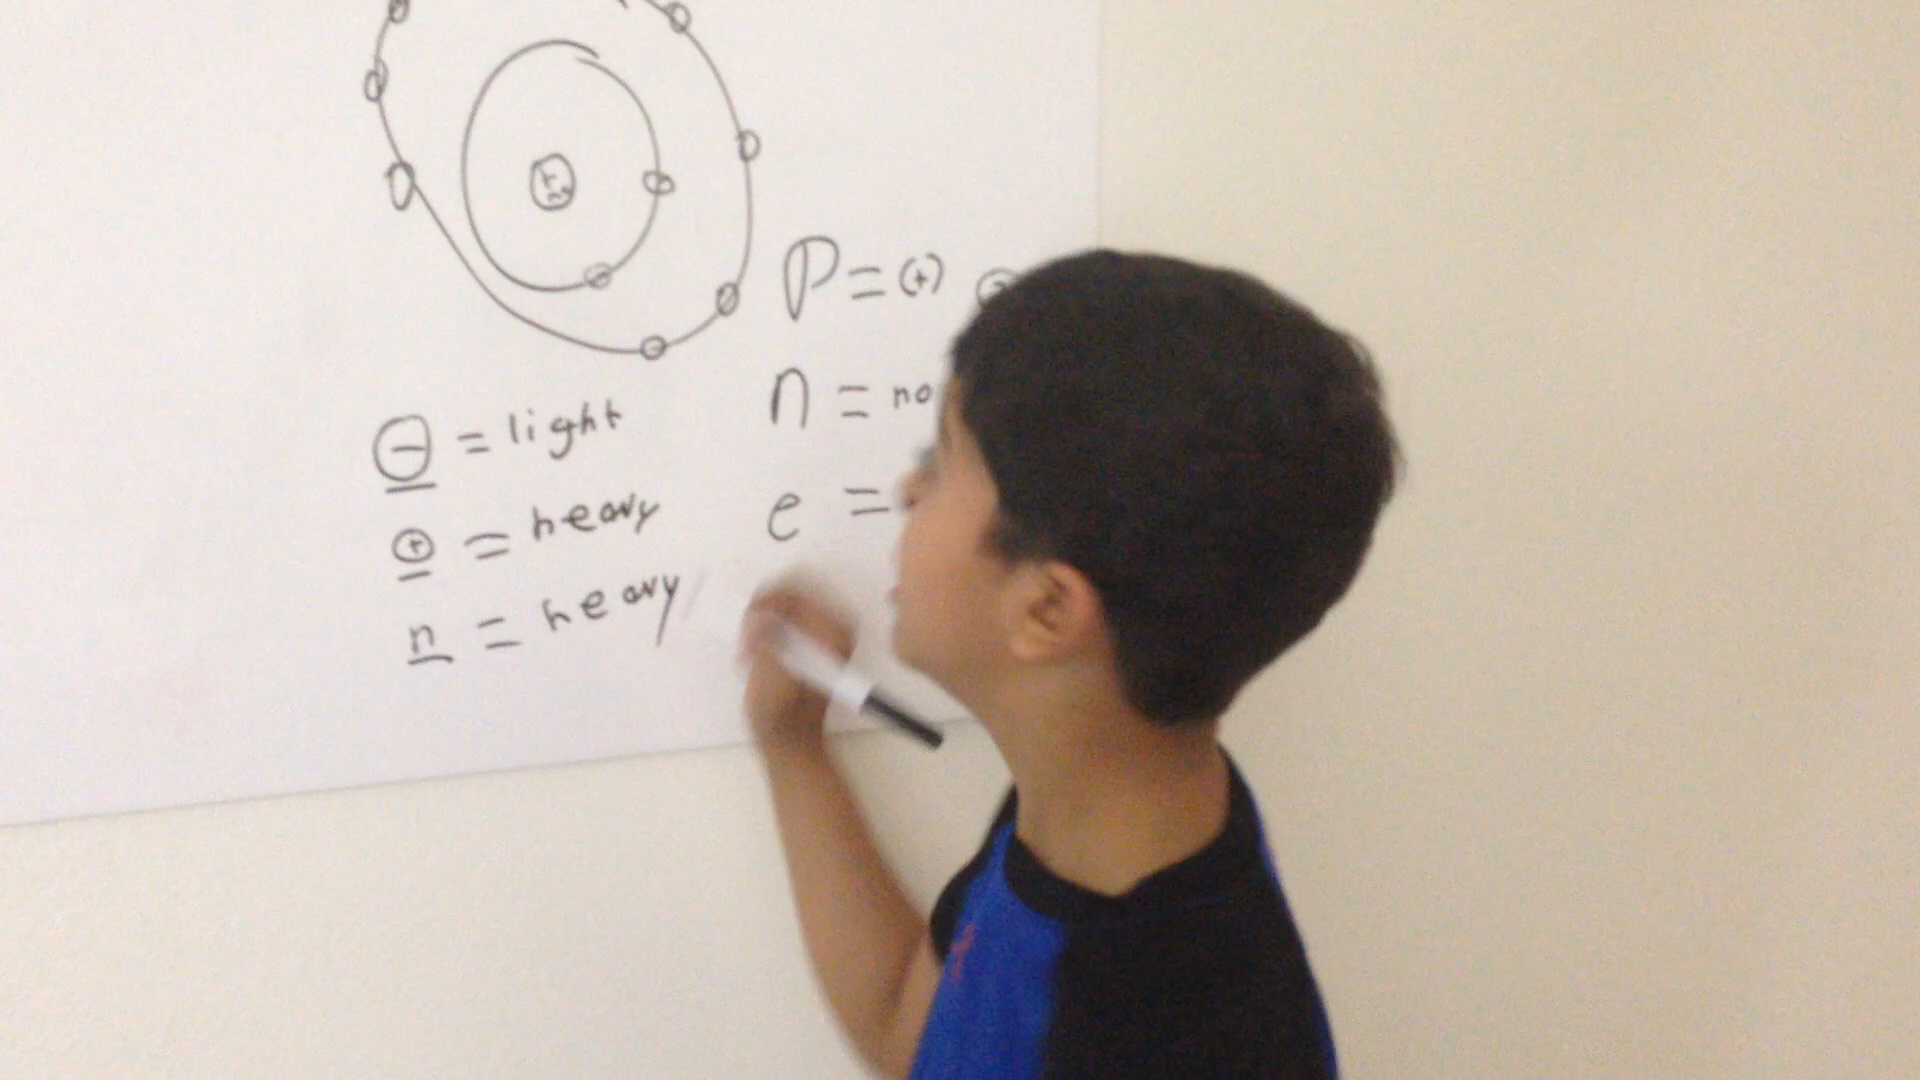 P = (+)
n = no
e =
⊖ = light
⊕ = heavy
n = heavy